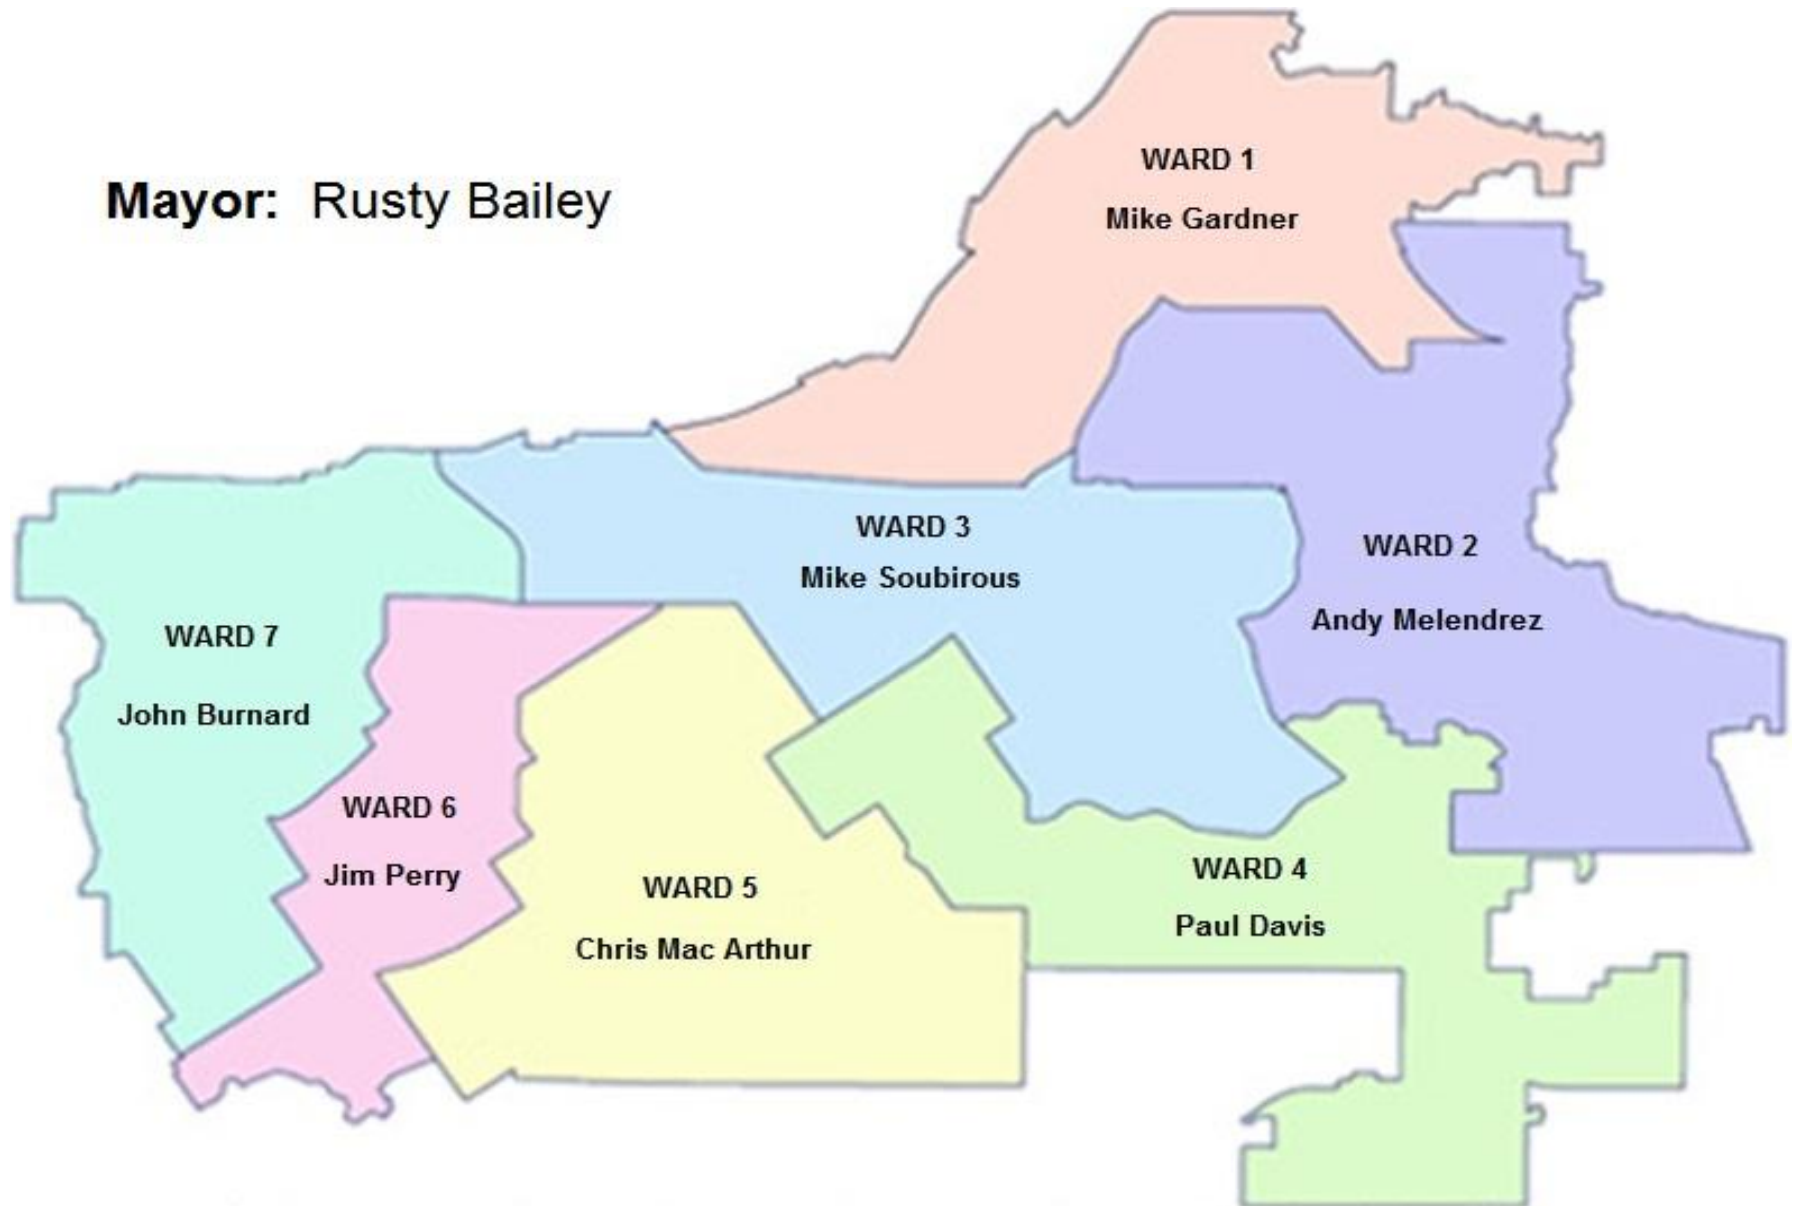 Mayor: Rusty Bailey
WARD 1
Mike Gardner
WARD 3
Mike Soubirous
WARD 2
Andy Melendrez
WARD 7
John Burnard
WARD 6
Jim Perry
WARD 5
Chris Mac Arthur
WARD 4
Paul Davis